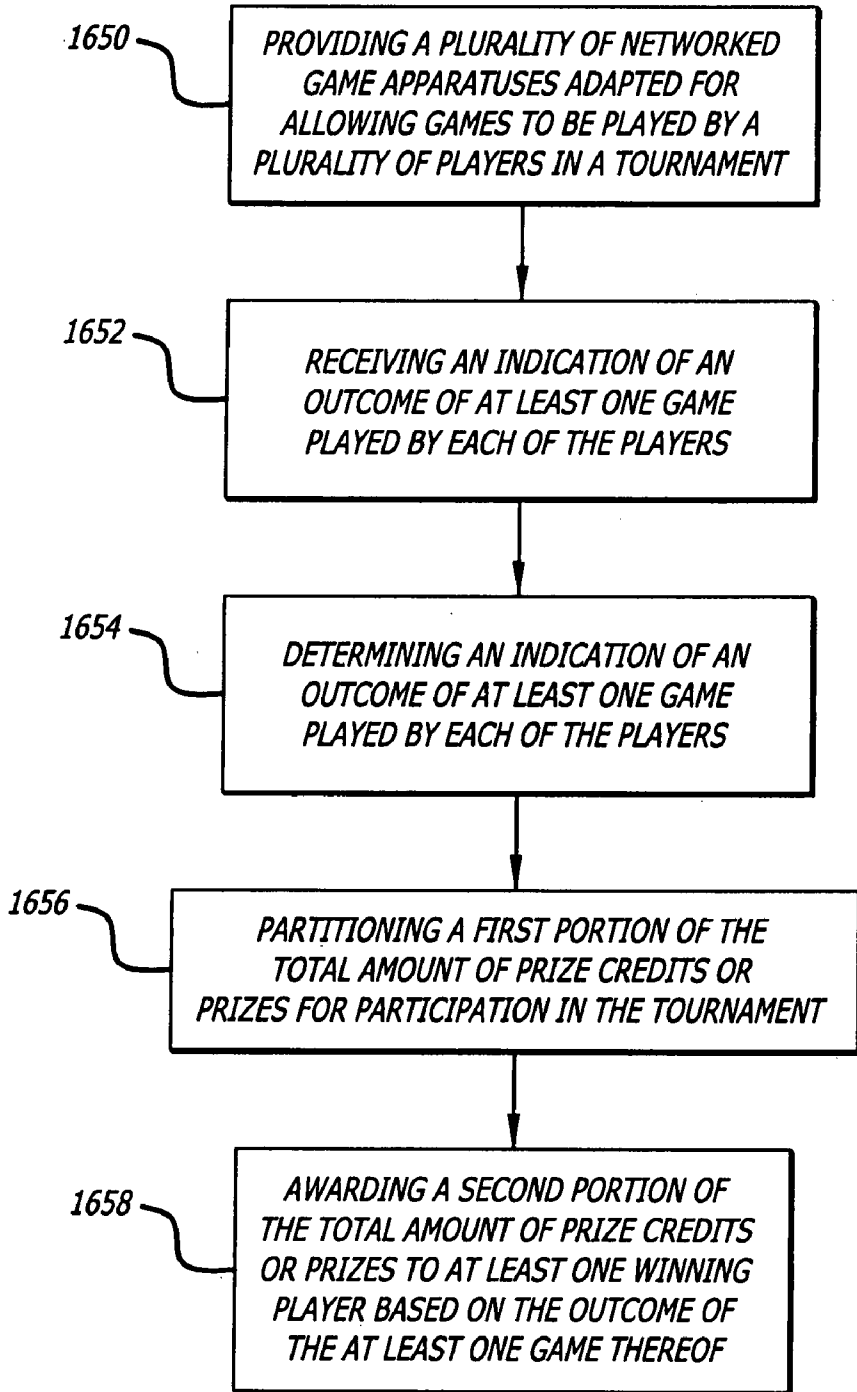 1650
PROVIDING A PLURALITY OF NETWORKED
GAME APPARATUSES ADAPTED FOR
ALLOWING GAMES TO BE PLAYED BY A
PLURALITY OF PLAYERS IN A TOURNAMENT
1652
RECEIVING AN INDICATION OF AN
OUTCOME OF AT LEAST ONE GAME
PLAYED BY EACH OF THE PLAYERS
1654
DETERMINING AN INDICATION OF AN
OUTCOME OF AT LEAST ONE GAME
PLAYED BY EACH OF THE PLAYERS
1656
PARTITIONING A FIRST PORTION OF THE
TOTAL AMOUNT OF PRIZE CREDITS OR
PRIZES FOR PARTICIPATION IN THE TOURNAMENT
1658
AWARDING A SECOND PORTION OF
THE TOTAL AMOUNT OF PRIZE CREDITS
OR PRIZES TO AT LEAST ONE WINNING
PLAYER BASED ON THE OUTCOME OF
THE AT LEAST ONE GAME THEREOF